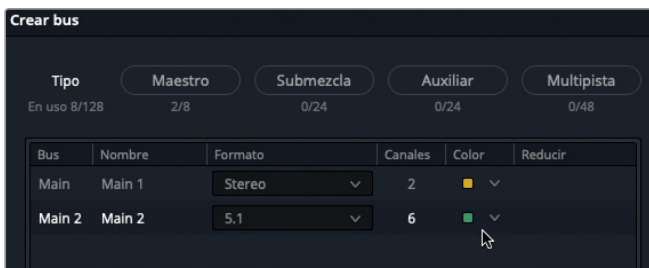 Crear bus
Tipo Maestro Submezcla Auxiliar Multipista
En uso 8/128 2/8 0/24 0/24 0/48
Bus Nombre Formato Canales Color Reducir
Main Main 1 Stereo 2
Main 2 Main 2 5.1 6